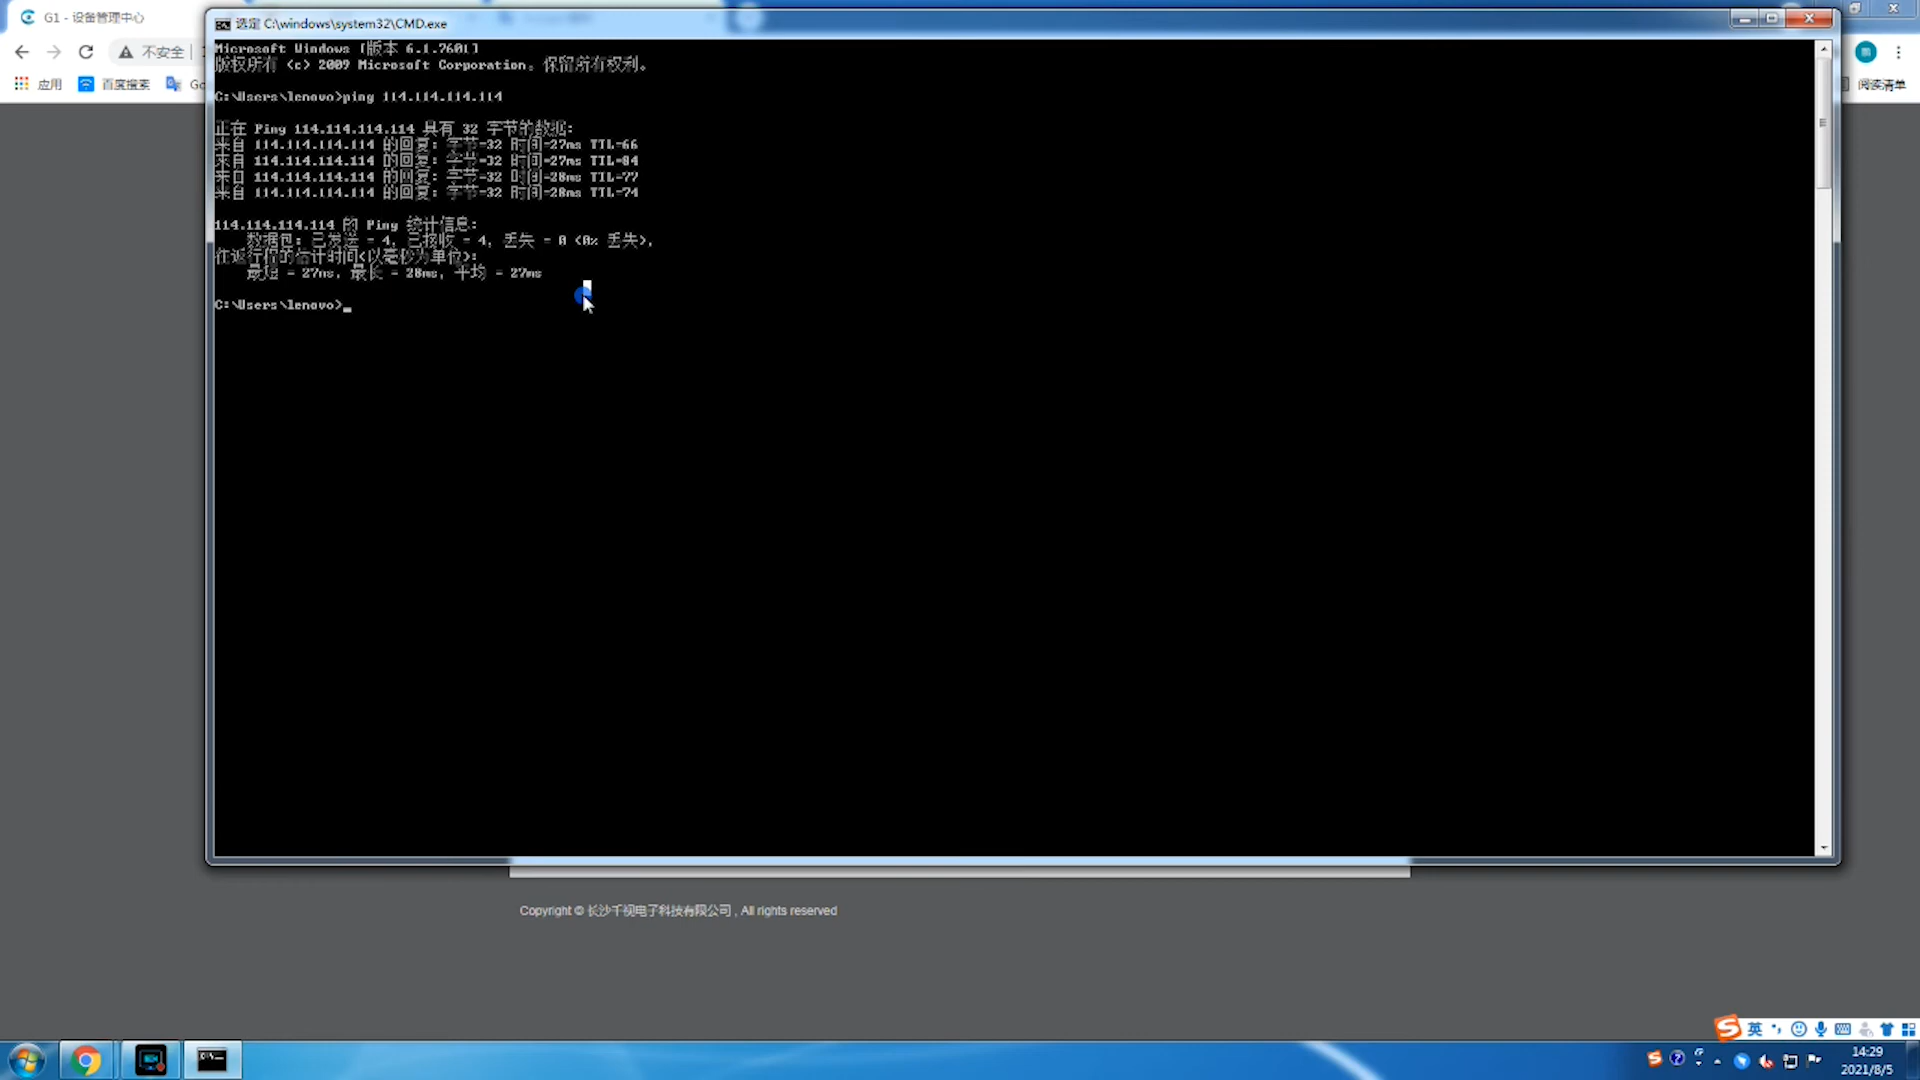 G1 - 设备管理中心
选定 C:\windows\system32\CMD.exe
不安全
应用
百度搜索
阅读清单
Microsoft Windows [版本 6.1.7601]
版权所有 (c) 2009 Microsoft Corporation。保留所有权利。
C:\Users\lenovo>ping 114.114.114.114
正在 Ping 114.114.114.114 具有 32 字节的数据:
来自 114.114.114.114 的回复: 字节=32 时间=27ms TTL=66
来自 114.114.114.114 的回复: 字节=32 时间=27ms TTL=84
来自 114.114.114.114 的回复: 字节=32 时间=28ms TTL=77
来自 114.114.114.114 的回复: 字节=32 时间=28ms TTL=74
114.114.114.114 的 Ping 统计信息:
数据包: 已发送 = 4, 已接收 = 4, 丢失 = 0 (0% 丢失),
往返行程的估计时间(以毫秒为单位):
最短 = 27ms, 最长 = 28ms, 平均 = 27ms
C:\Users\lenovo>
Copyright © 长沙千视电子科技有限公司 , All rights reserved
英
14:29
2021/8/5